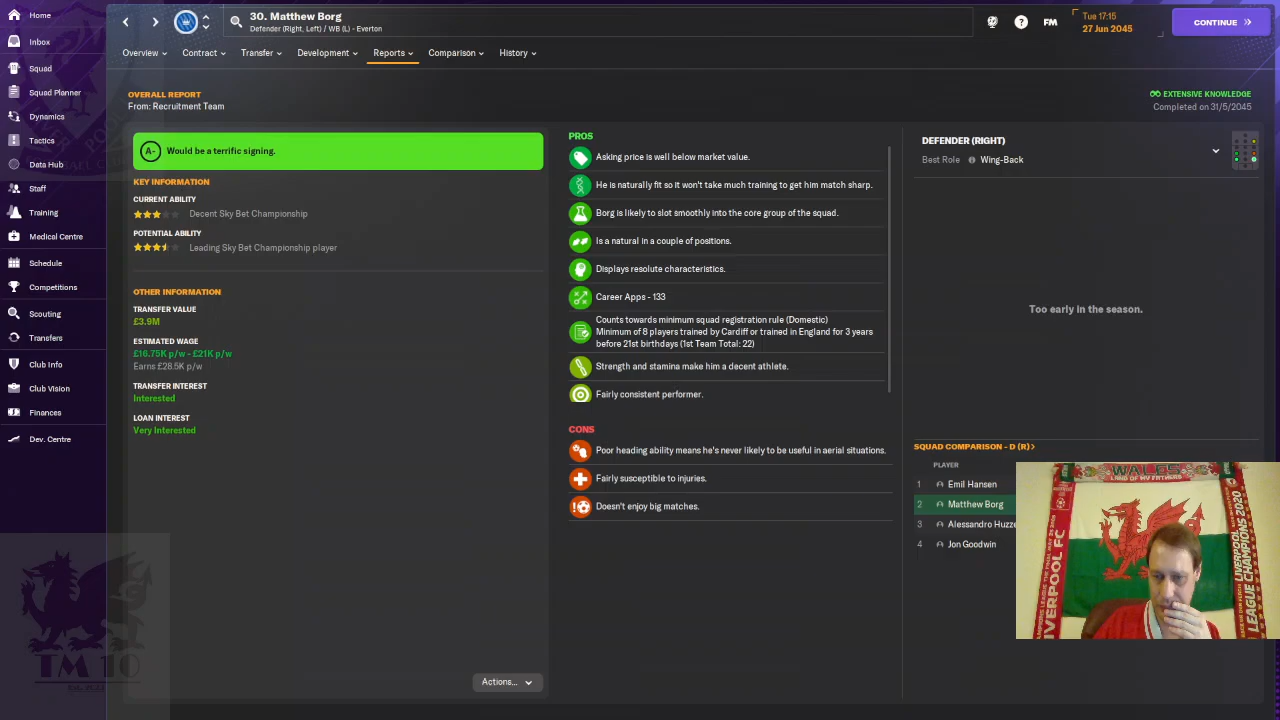 Home
Inbox
Squad
Squad Planner
Dynamics
Tactics
Data Hub
Staff
Training
Medical Centre
Schedule
Competitions
Scouting
Transfers
Club Info
Club Vision
Finances
Dev. Centre
TM 10
30. Matthew Borg
Defender (Right, Left) / WB (L) - Everton
FM
Tue 17:15
27 Jun 2045
CONTINUE
Overview
Contract
Transfer
Development
Reports
Comparison
History
OVERALL REPORT
From: Recruitment Team
EXTENSIVE KNOWLEDGE
Completed on 31/5/2045
A-
Would be a terrific signing.
KEY INFORMATION
CURRENT ABILITY
Decent Sky Bet Championship
POTENTIAL ABILITY
Leading Sky Bet Championship player
OTHER INFORMATION
TRANSFER VALUE
£3.9M
ESTIMATED WAGE
£16.75K p/w - £21K p/w
Earns £28.5K p/w
TRANSFER INTEREST
Interested
LOAN INTEREST
Very Interested
Actions...
PROS
Asking price is well below market value.
He is naturally fit so it won't take much training to get him match sharp.
Borg is likely to slot smoothly into the core group of the squad.
Is a natural in a couple of positions.
Displays resolute characteristics.
Career Apps - 133
Counts towards minimum squad registration rule (Domestic)
Minimum of 8 players trained by Cardiff or trained in England for 3 years
before 21st birthdays (1st Team Total: 22)
Strength and stamina make him a decent athlete.
Fairly consistent performer.
CONS
Poor heading ability means he's never likely to be useful in aerial situations.
Fairly susceptible to injuries.
Doesn't enjoy big matches.
DEFENDER (RIGHT)
Best Role
Wing-Back
Too early in the season.
SQUAD COMPARISON - D (R)>
PLAYER
1 Emil Hansen
2 Matthew Borg
3 Alessandro Huzze
4 Jon Goodwin
WALES
LAND OF MY FATHERS
LIVERPOOL FC
LIVERPOOL
LEAGUE CHAMPIONS 2020